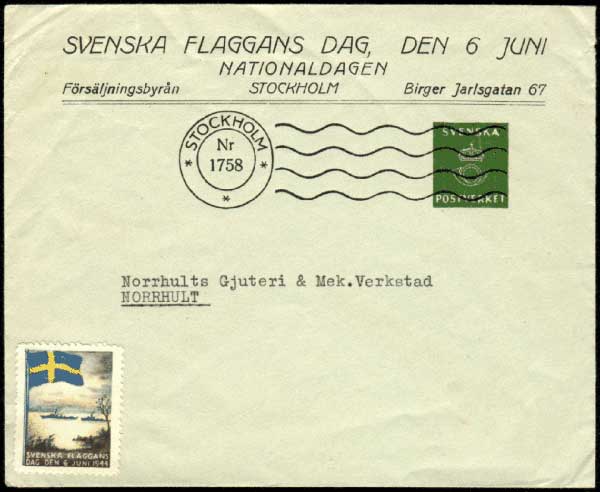 SVENSKA FLAGGANS DAG, DEN 6 JUNI
NATIONALDAGEN
Försäljningsbyrån STOCKHOLM Birger Jarlsgatan 67
* STOCKHOLM *
Nr
1758
*
SVENSKA
POSTVERKET
Norrhults Gjuteri & Mek.Verkstad
NORRHULT
SVENSKA FLAGGANS
DAG DEN 6 JUNI 1944